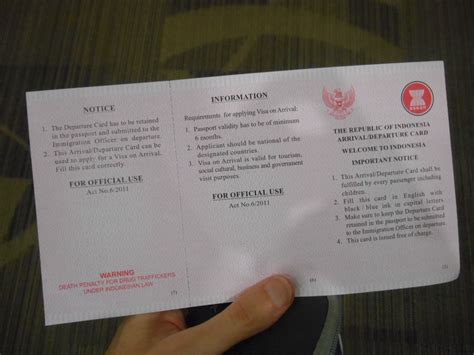 NOTICE
1. The Departure Card has to be retained
in the passport and submitted to the
Immigration Officer on departure.
2. This Arrival/Departure Card can be
used to apply for a Visa on Arrival.
Fill this card correctly.
FOR OFFICIAL USE
Act No.6/2011
WARNING
DEATH PENALTY FOR DRUG TRAFFICKERS
UNDER INDONESIAN LAW
(7)
INFORMATION
Requirements for applying Visa on Arrival:
1. Passport validity has to be of minimum
6 months.
2. Applicant should be national of the
designated countries.
3. Visa on Arrival is valid for tourism,
social cultural, business and government
visit purposes.
FOR OFFICIAL USE
Act No.6/2011
(6)
THE REPUBLIC OF INDONESIA
ARRIVAL/DEPARTURE CARD
WELCOME TO INDONESIA
IMPORTANT NOTICE
1. This Arrival/Departure Card shall be
fulfilled by every passenger including
children.
2. Fill this card in English with
black / blue ink in capital letters.
3. Make sure to keep the Departure Card
retained in the passport to be submitted
to the Immigration Officer on departure.
4. This card is issued free of charge.